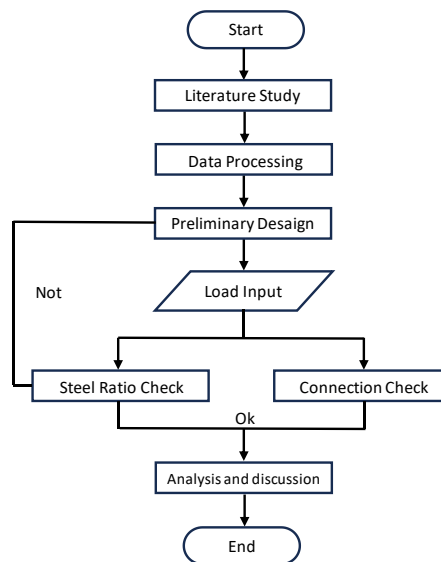 Start
Literature Study
Data Processing
Preliminary Desaign
Not
Load Input
Steel Ratio Check
Connection Check
Ok
Analysis and discussion
End